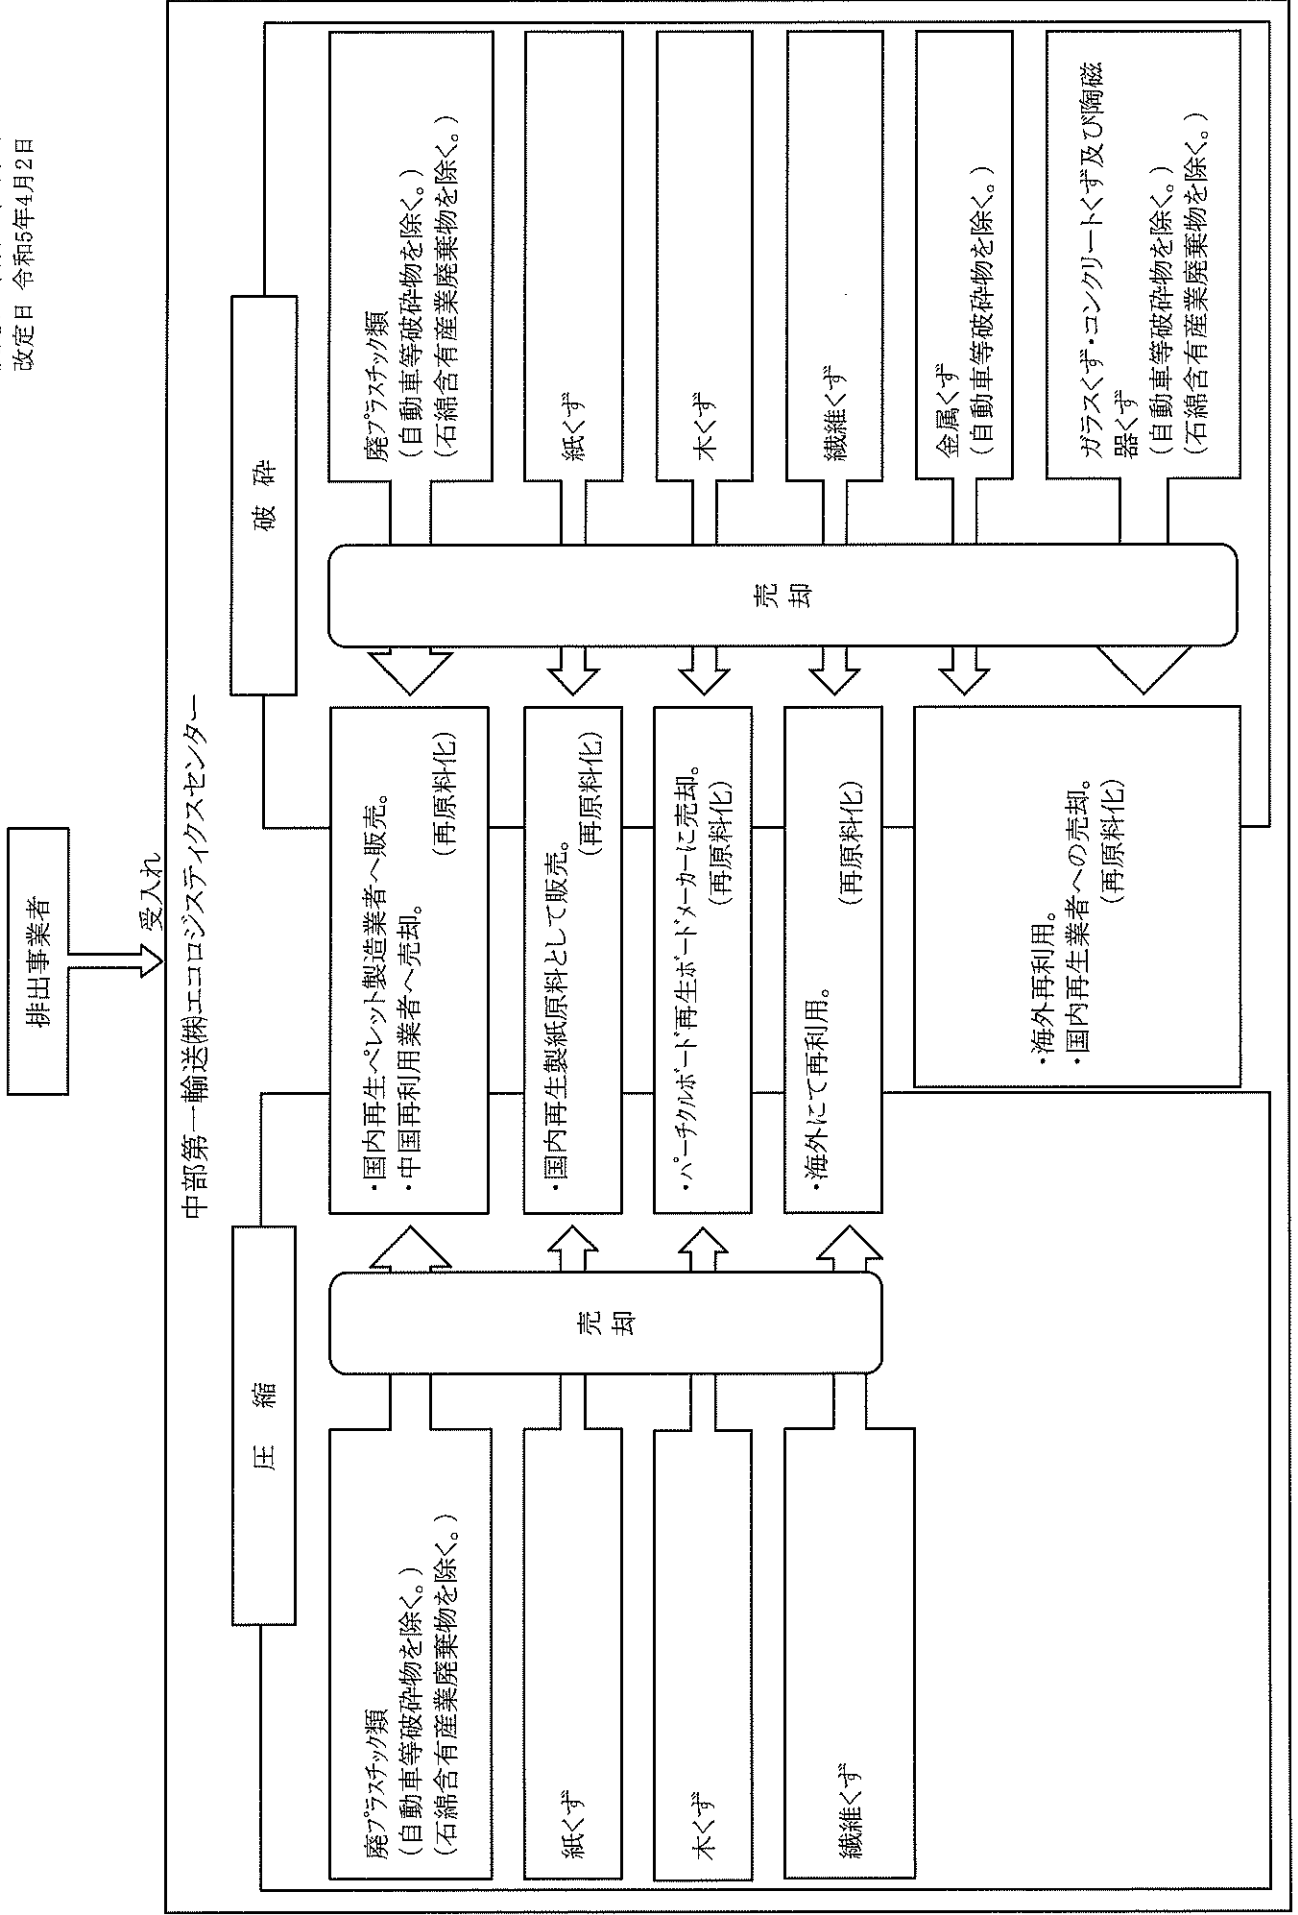 改定日 令和5年4月2日
排出事業者
受入れ
中部第一輸送㈱エコロジスティクスセンター
圧 縮
破 砕
廃プラスチック類
(自動車等破砕物を除く。)
(石綿含有産業廃棄物を除く。)
紙くず
木くず
繊維くず
売却
・国内再生ペレット製造業者へ販売。
・中国再利用業者へ売却。
(再原料化)
・国内再生製紙原料として販売。
(再原料化)
・パーチクルボード再生ボードメーカーに売却。
(再原料化)
・海外にて再利用。
(再原料化)
・海外再利用。
・国内再生業者への売却。
(再原料化)
売却
廃プラスチック類
(自動車等破砕物を除く。)
(石綿含有産業廃棄物を除く。)
紙くず
木くず
繊維くず
金属くず
(自動車等破砕物を除く。)
ガラスくず・コンクリートくず及び陶磁
器くず
(自動車等破砕物を除く。)
(石綿含有産業廃棄物を除く。)